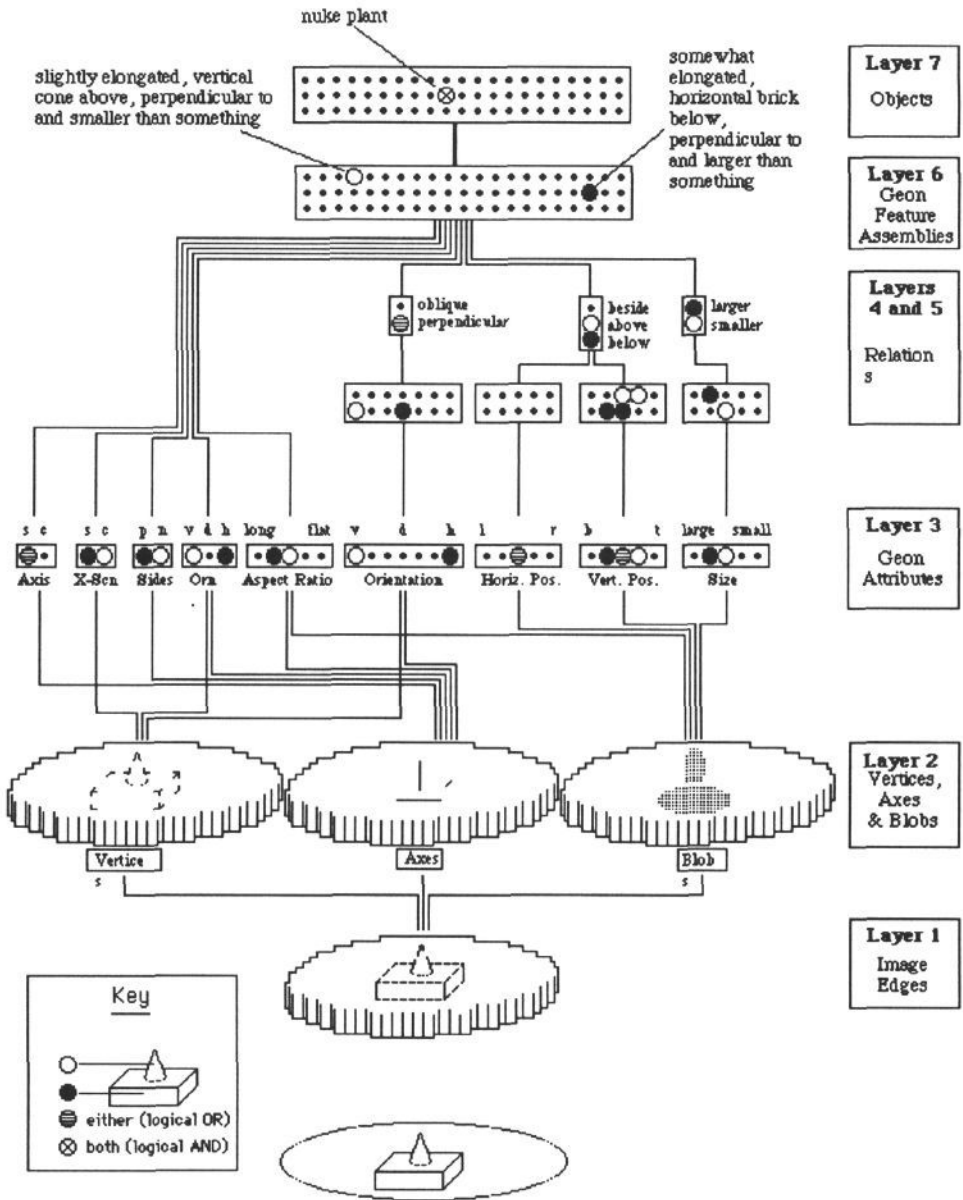 nuke plant
slightly elongated, vertical
cone above, perpendicular to
and smaller than something
somewhat
elongated,
horizontal brick
below,
perpendicular to
and larger than
something
Layer 7
Objects
Layer 6
Geon
Feature
Assemblies
oblique
perpendicular
beside
above
below
larger
smaller
Layers
4 and 5
Relation
s
s c
s c
p n
v d h
long flat
v d h
l r
b t
large small
Axis
X-Scn
Sides
Orn
Aspect Ratio
Orientation
Horiz. Pos.
Vert. Pos.
Size
Layer 3
Geon
Attributes
Layer 2
Vertices,
Axes
& Blobs
Vertice
s
Axes
Blob
s
Layer 1
Image
Edges
Key
either (logical OR)
both (logical AND)